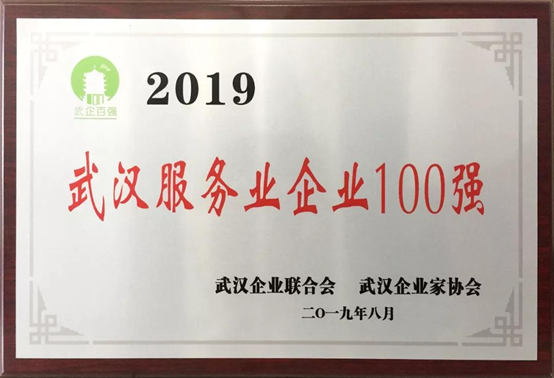 武企百强
2019
武汉服务业企业100强
武汉企业联合会 武汉企业家协会
二O一九年八月